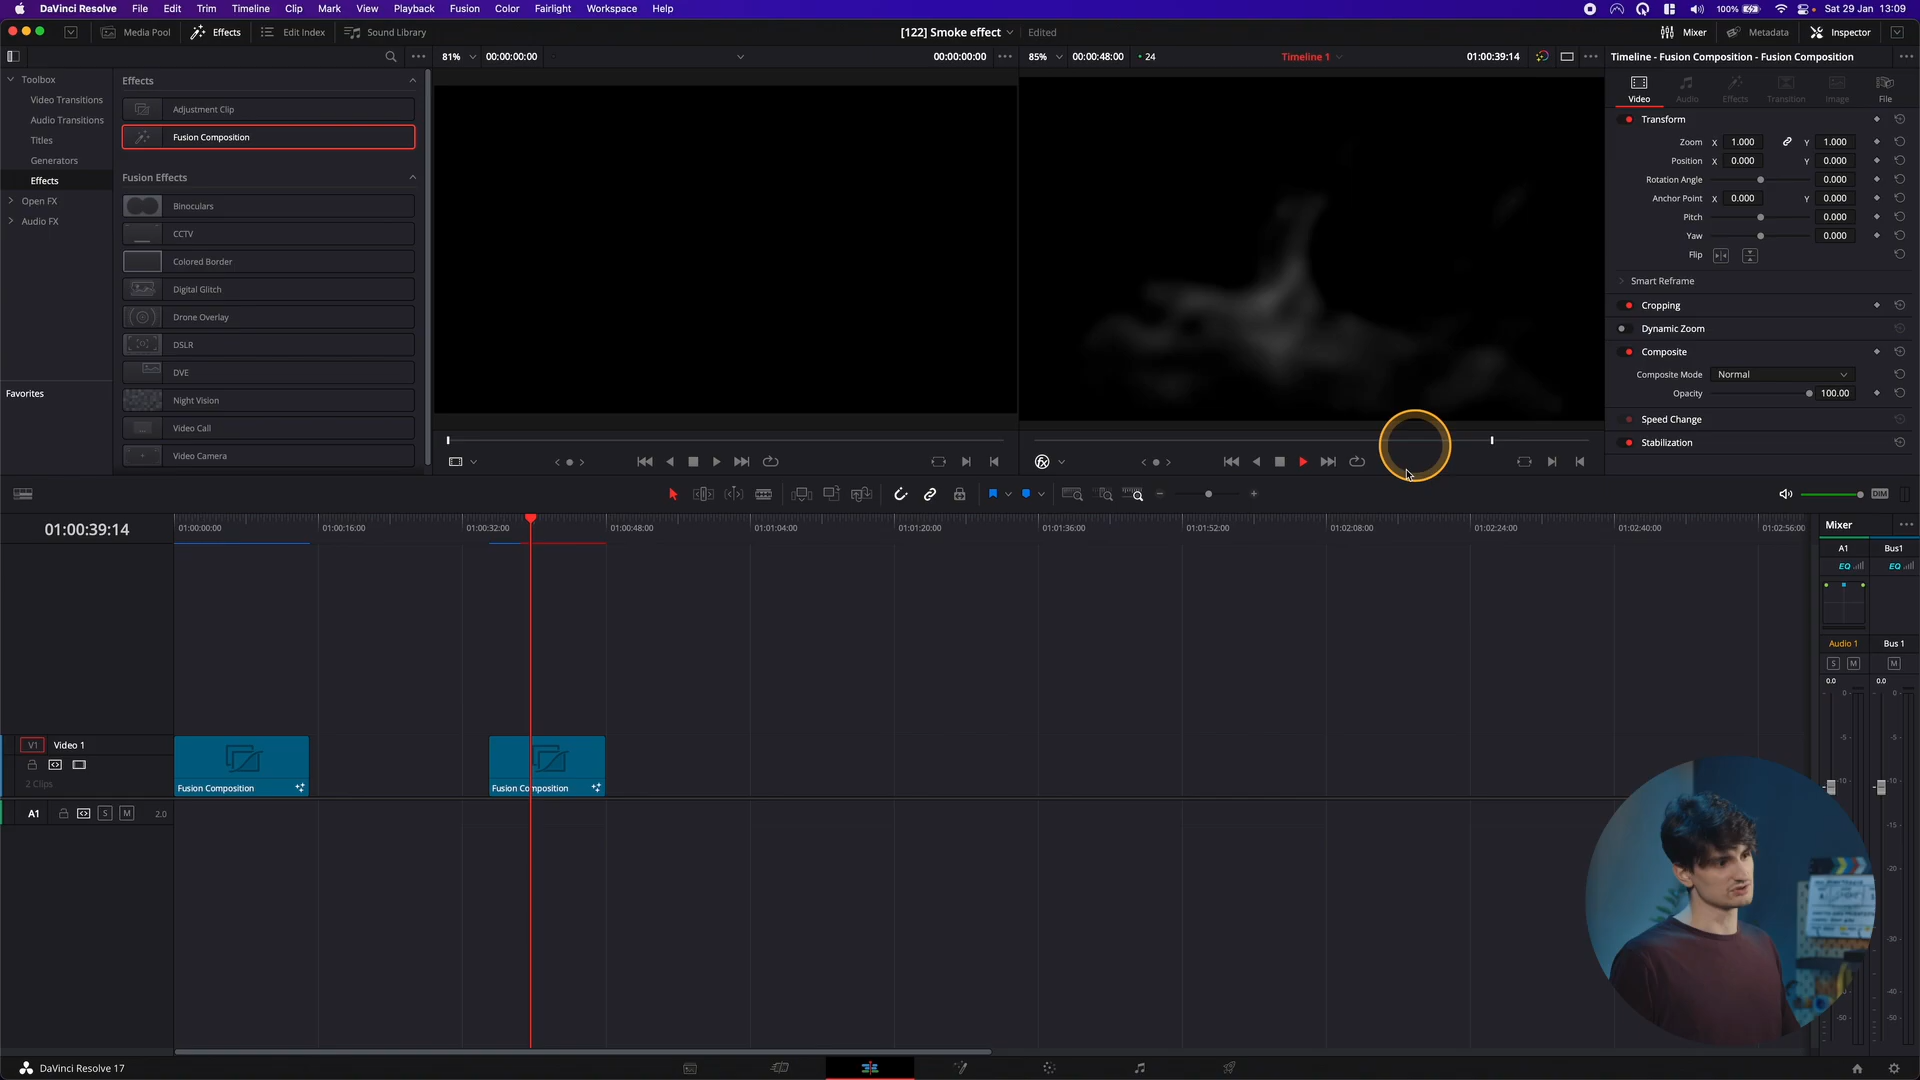 DaVinci Resolve File Edit Trim Timeline Clip Mark View Playback Fusion Color Fairlight Workspace Help 100% Sat 29 Jan 13:09
Media Pool Effects Edit Index Sound Library [122] Smoke effect Edited Mixer Metadata Inspector
81% 00:00:00:00 00:00:00:00 85% 00:00:48:00 24 Timeline 1 01:00:39:14 Timeline - Fusion Composition - Fusion Composition
Toolbox
Video Transitions
Audio Transitions
Titles
Generators
Effects
Open FX
Audio FX
Favorites
Effects
Adjustment Clip
Fusion Composition
Fusion Effects
Binoculars
CCTV
Colored Border
Digital Glitch
Drone Overlay
DSLR
DVE
Night Vision
Video Call
Video Camera
Video Audio Effects Transition Image File
Transform
Zoom X 1.000 Y 1.000
Position X 0.000 Y 0.000
Rotation Angle 0.000
Anchor Point X 0.000 Y 0.000
Pitch 0.000
Yaw 0.000
Flip
Smart Reframe
Cropping
Dynamic Zoom
Composite
Composite Mode Normal
Opacity 100.00
Speed Change
Stabilization
DIM
01:00:39:14 01:00:00:00 01:00:16:00 01:00:32:00 01:00:48:00 01:01:04:00 01:01:20:00 01:01:36:00 01:01:52:00 01:02:08:00 01:02:24:00 01:02:40:00 01:02:56:00
Mixer
A1 Bus1
EQ EQ
Audio 1 Bus 1
S M M
0.0 0.0
V1 Video 1
2 Clips
Fusion Composition Fusion Composition
A1 S M 2.0
0 0
-5 -5
-10 -10
-15
-20
-30
-40 -40
-50 -50
DaVinci Resolve 17